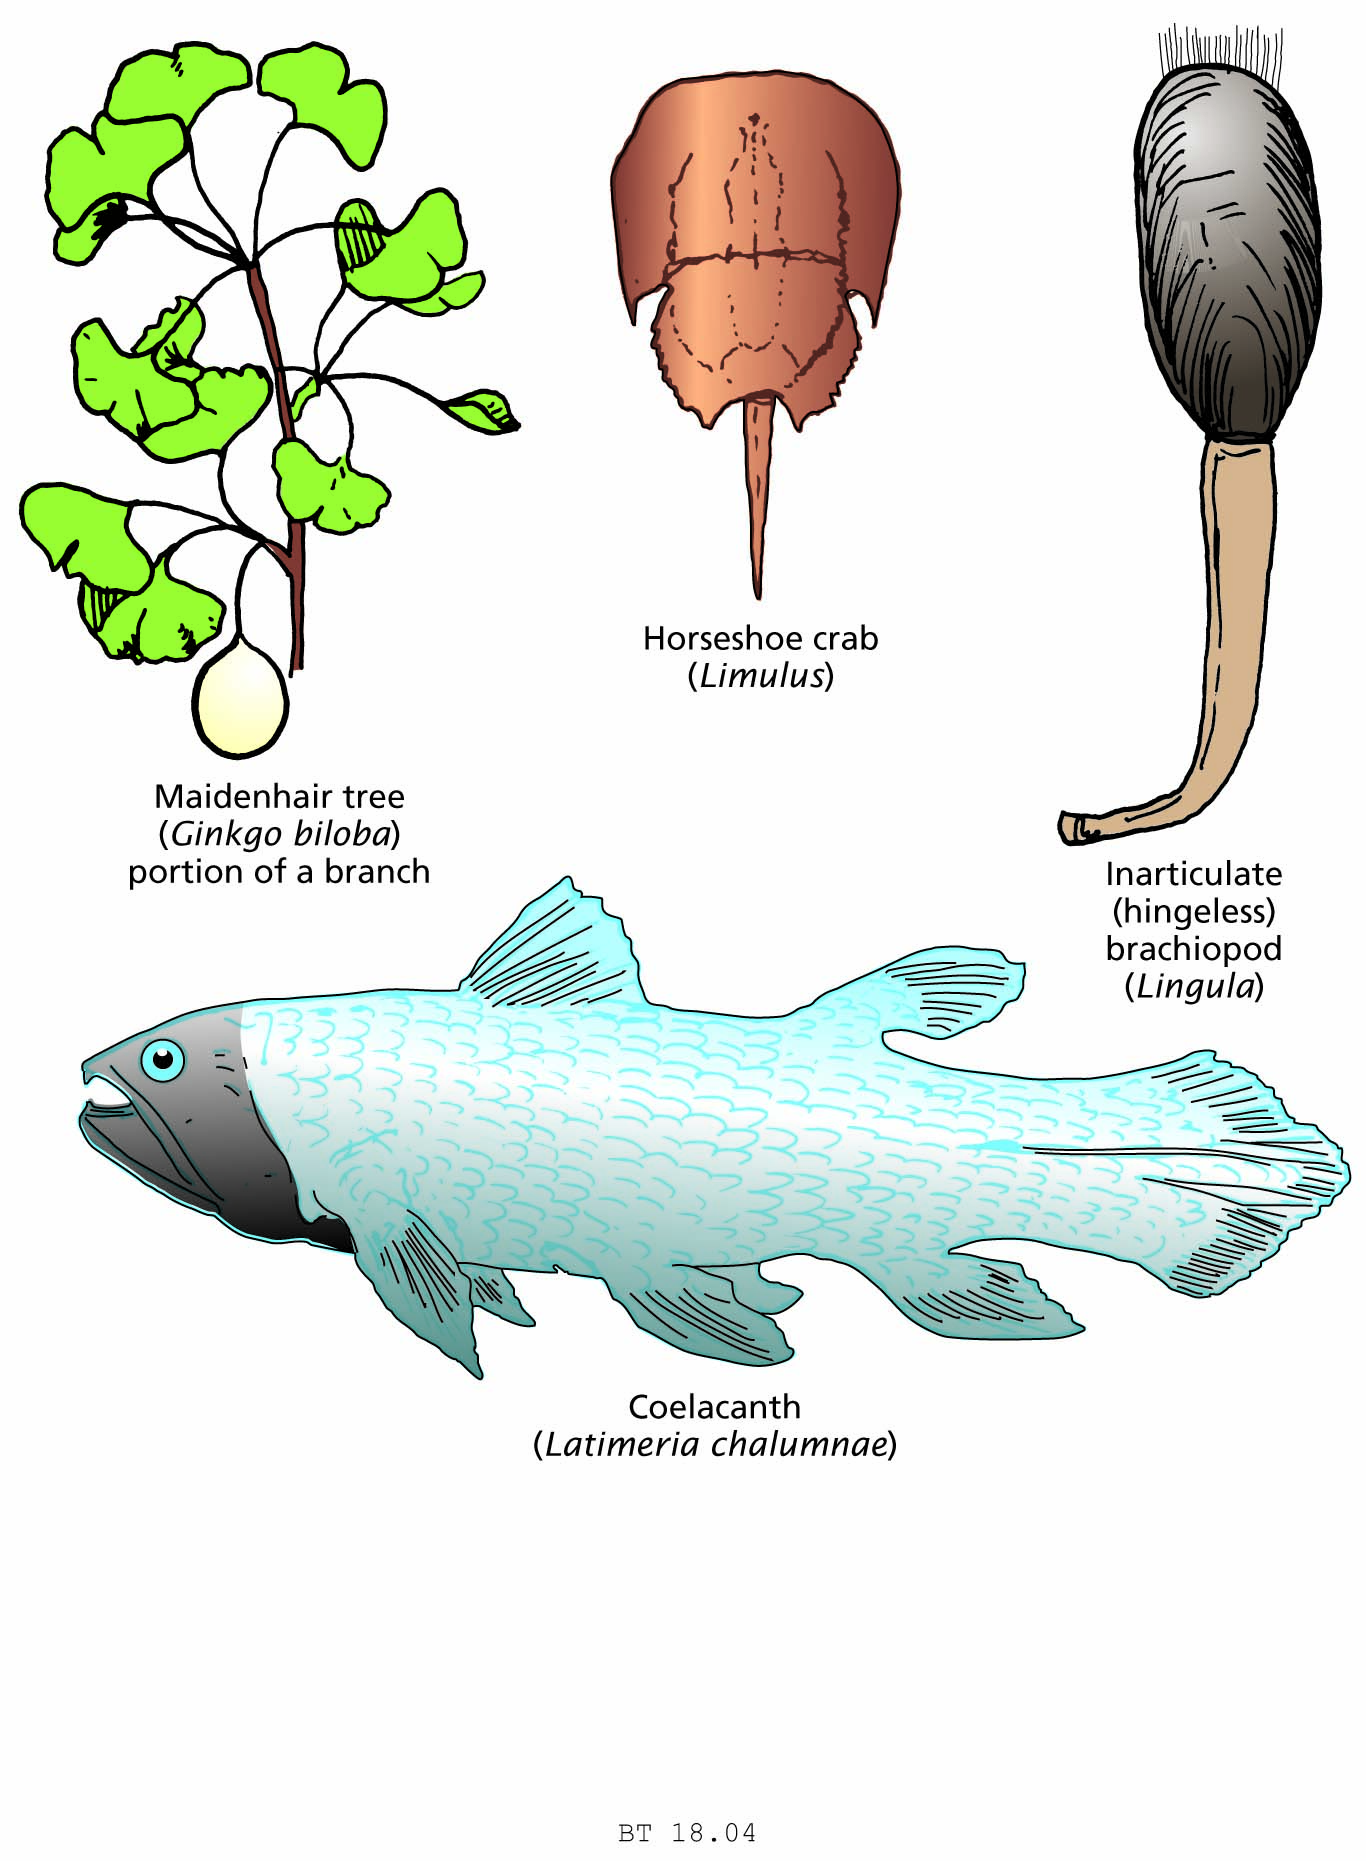 Horseshoe crab
(Limulus)
Maidenhair tree
(Ginkgo biloba)
portion of a branch
Inarticulate
(hingeless)
brachiopod
(Lingula)
Coelacanth
(Latimeria chalumnae)
BT 18.04